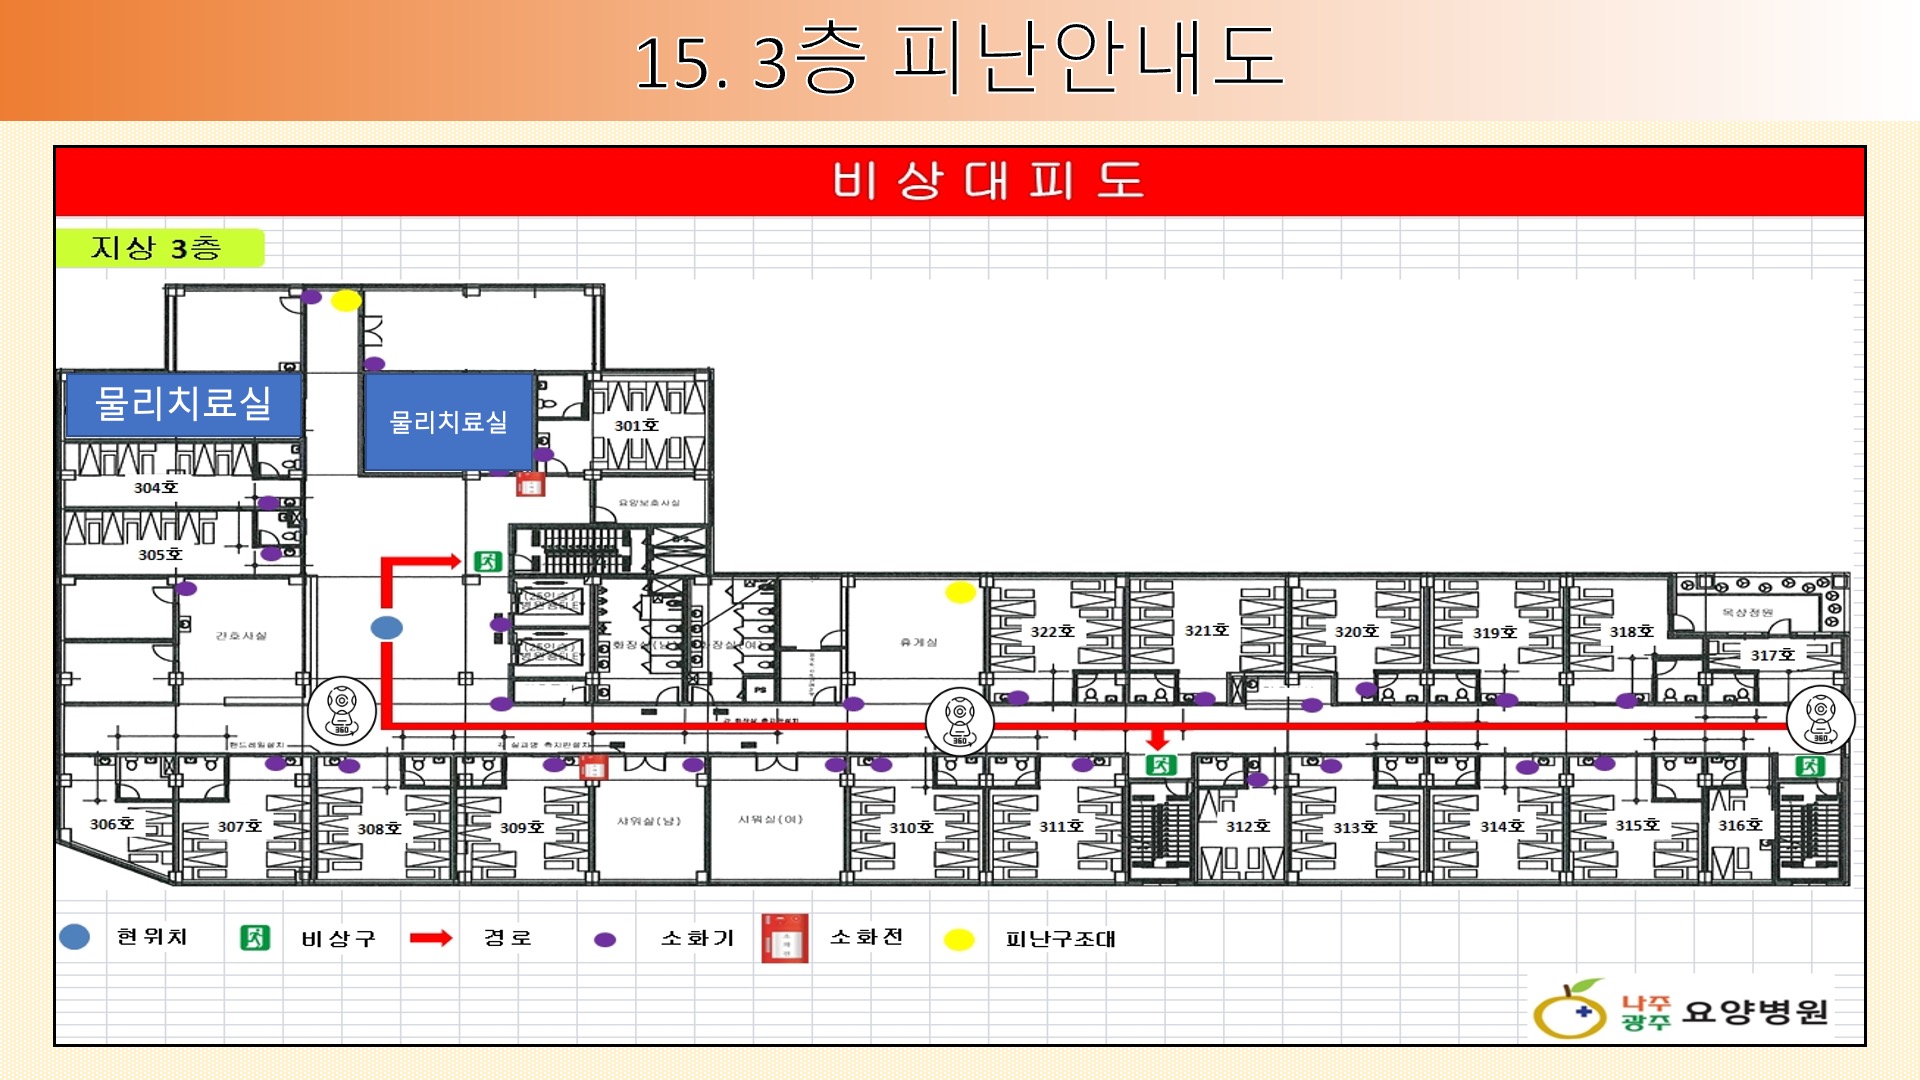 15. 3층 피난안내도
비상대피도
지상 3층
물리치료실
물리치료실
301호
304호
요양보호사실
305호
간호사실
화장실(남)
화장실(여)
휴게실
322호
321호
320호
319호
318호
옥상정원
317호
PS
360
360
360
핸드레일설치
306호
307호
308호
309호
샤워실(남)
샤워실(여)
310호
311호
312호
313호
314호
315호
316호
현위치
비상구
경로
소화기
소화전
피난구조대
나주
광주
요양병원